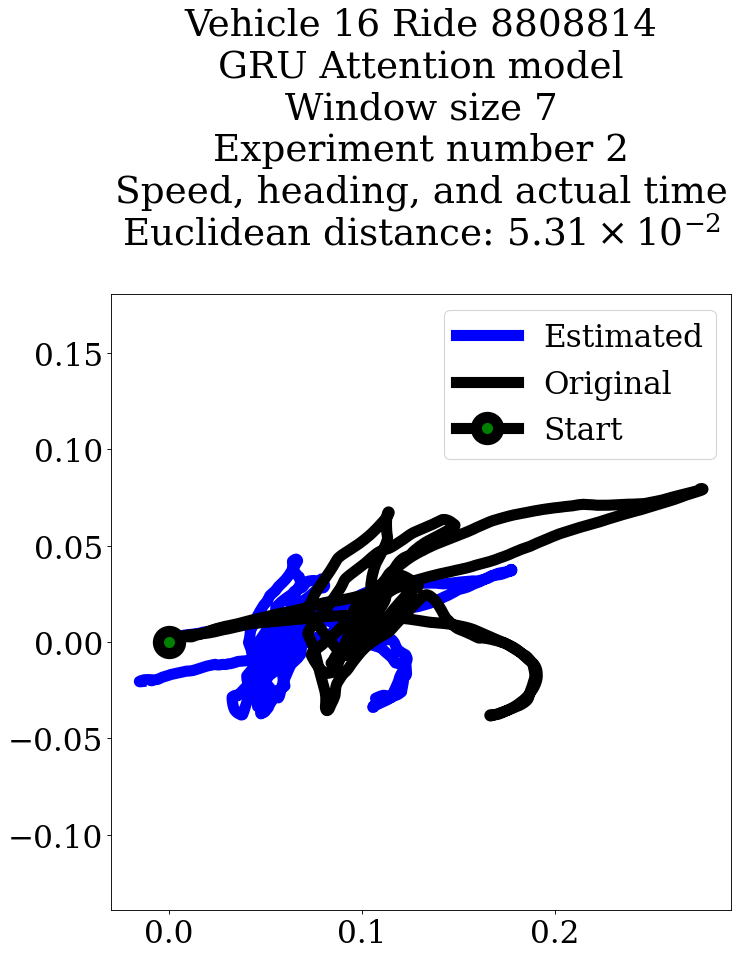 Vehicle 16 Ride 8808814
GRU Attention model
Window size 7
Experiment number 2
Speed, heading, and actual time
Euclidean distance: 5.31 × 10⁻²
Estimated
Original
Start
0.15
0.10
0.05
0.00
−0.05
−0.10
0.0 0.1 0.2